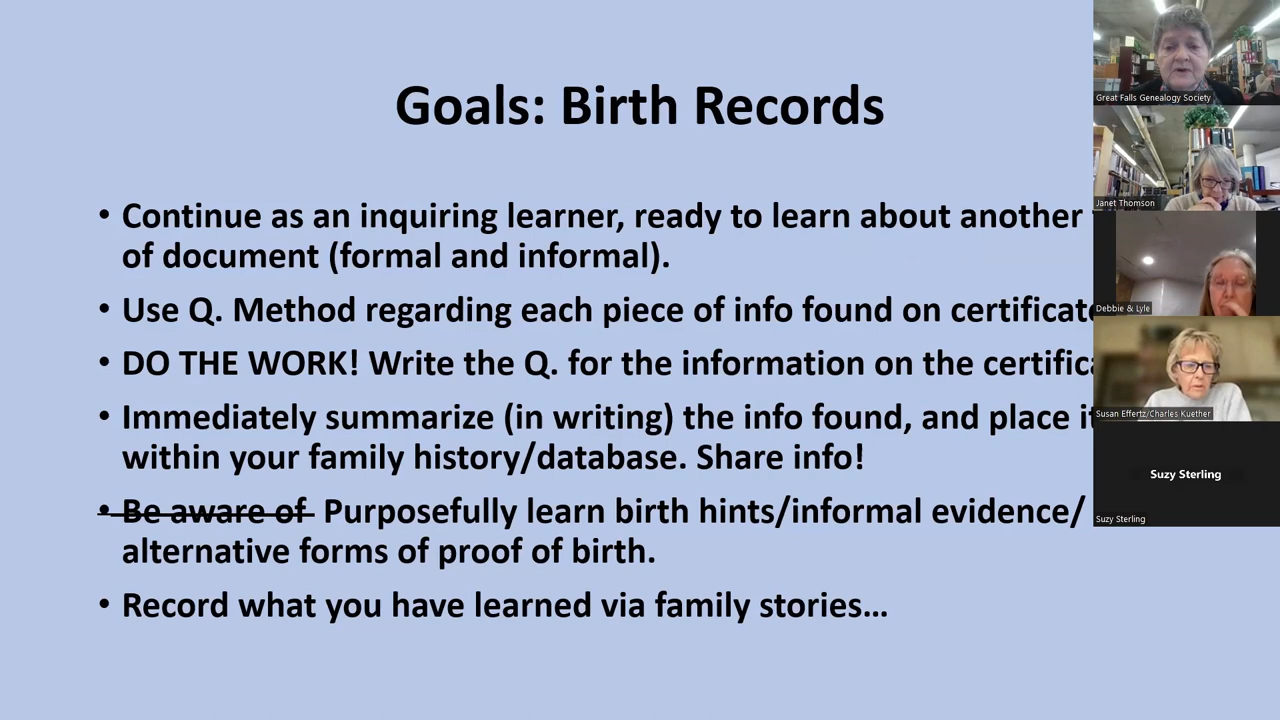 Goals: Birth Records
• Continue as an inquiring learner, ready to learn about another
of document (formal and informal).
• Use Q. Method regarding each piece of info found on certificate
• DO THE WORK! Write the Q. for the information on the
• Immediately summarize (in writing) the info found, and place it
within your family history/database. Share info!
• Be aware of Purposefully learn birth hints/informal evidence/
alternative forms of proof of birth.
• Record what you have learned via family stories…
Great Falls Genealogy Society
Janet Thomson
Debbie & Lyle
Susan Effertz/Charles Kuether
Suzy Sterling
Suzy Sterling